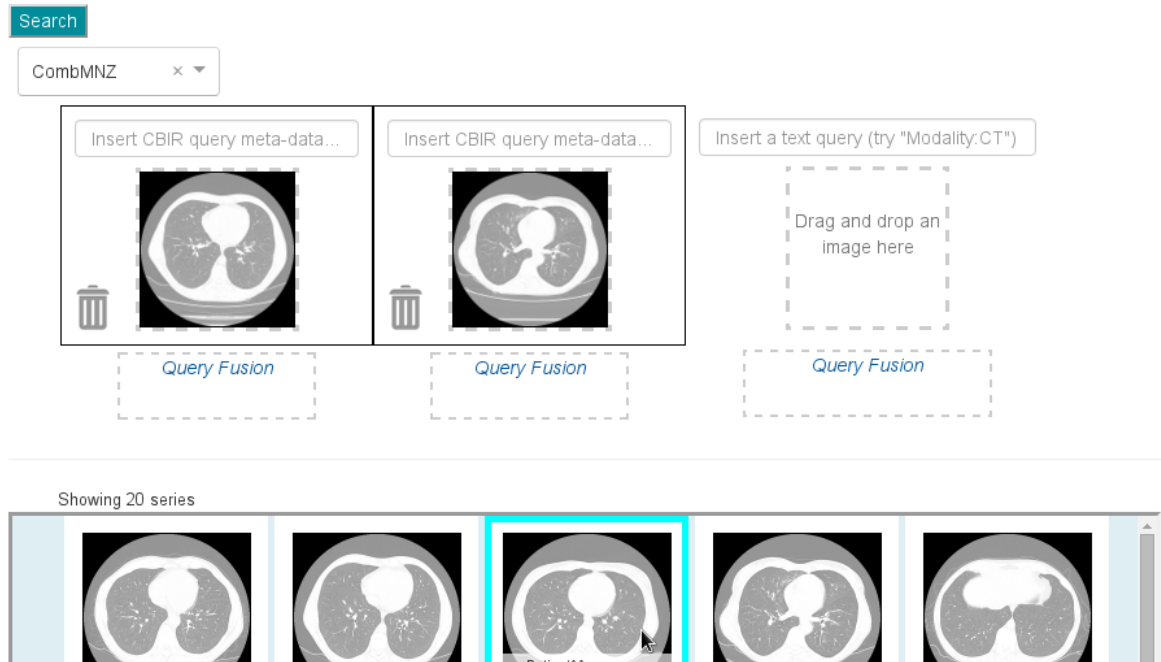 Search
CombMNZ
Insert CBIR query meta-data...
Insert CBIR query meta-data...
Insert a text query (try "Modality:CT")
Drag and drop an
image here
Query Fusion
Query Fusion
Query Fusion
Showing 20 series